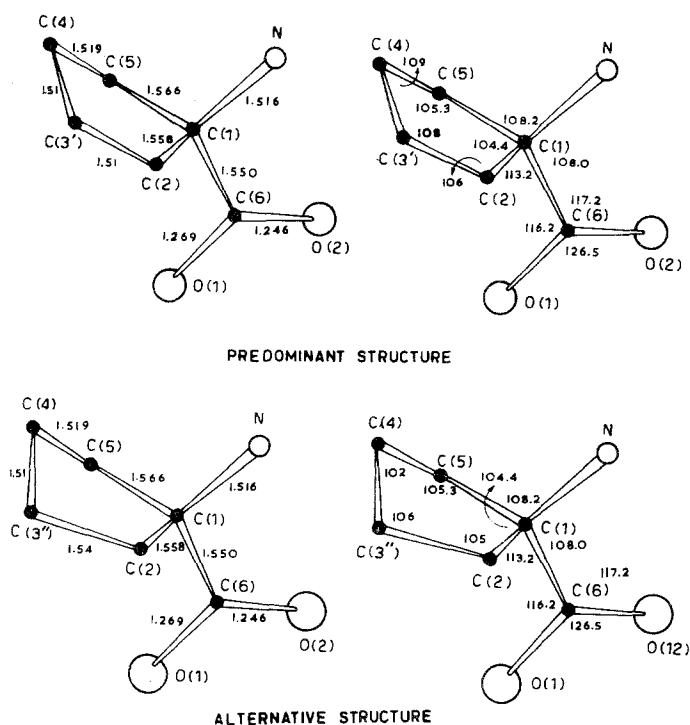 C(4)
1.519
C(5)
N
1.566
1.516
1.51
C(3')
1.558
C(1)
1.51
C(2)
1.550
C(6)
1.269
1.246
O(2)
O(1)
C(4)
109
C(5)
N
105.3
108.2
108
104.4
C(1)
108.0
C(3')
106
113.2
C(2)
117.2
C(6)
116.2
126.5
O(2)
O(1)
PREDOMINANT STRUCTURE
C(4)
1.519
C(5)
N
1.566
1.516
1.51
C(3")
1.54
1.558
C(1)
C(2)
1.550
C(6)
1.269
1.246
O(2)
O(1)
C(4)
N
C(5)
104.4
102
105.3
108.2
106
C(1)
105
108.0
C(3")
113.2
C(2)
C(6)
117.2
116.2
126.5
O(12)
O(1)
ALTERNATIVE STRUCTURE